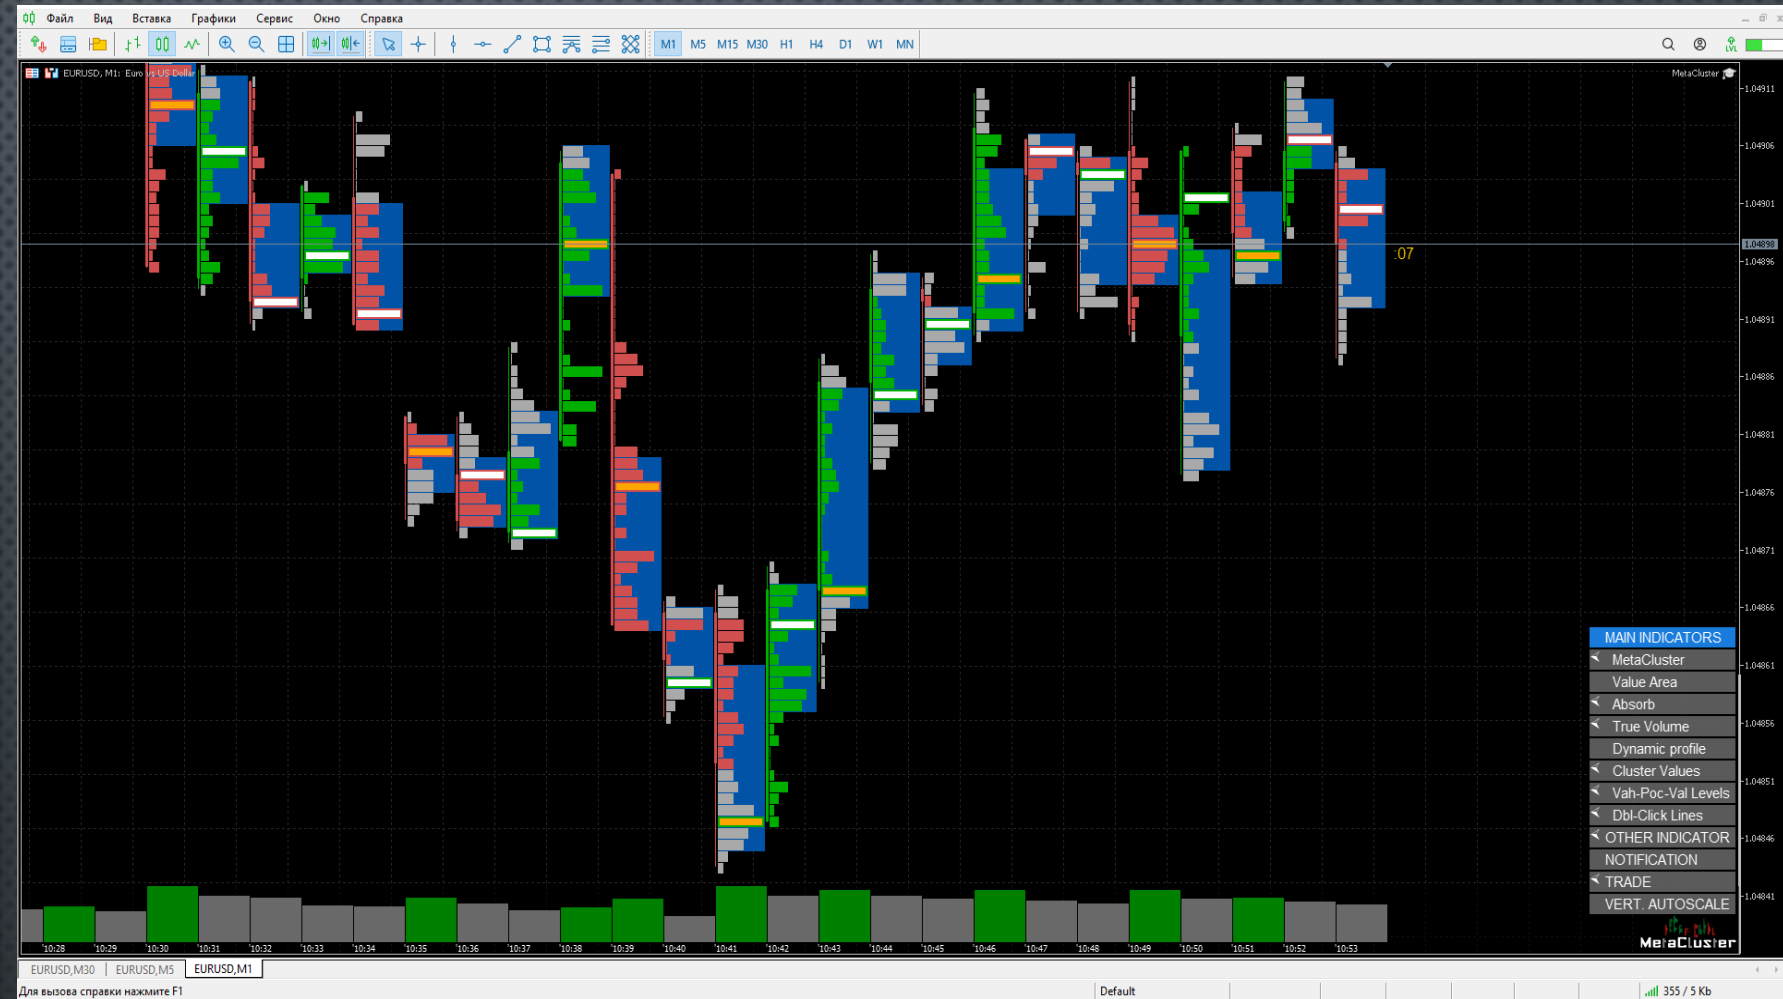 Файл Вид Вставка Графики Сервис Окно Справка
M1 M5 M15 M30 H1 H4 D1 W1 MN
LVL
EURUSD, M1: Euro vs US Dollar
MetaCluster
1.04911
1.04906
1.04901
1.04898
:07
1.04896
1.04891
1.04886
1.04881
1.04876
1.04871
1.04866
1.04861
1.04856
1.04851
1.04846
1.04841
MAIN INDICATORS
MetaCluster
Value Area
Absorb
True Volume
Dynamic profile
Cluster Values
Vah-Poc-Val Levels
Dbl-Click Lines
OTHER INDICATOR
NOTIFICATION
TRADE
VERT. AUTOSCALE
MetaCluster
10:28 10:29 10:30 10:31 10:32 10:33 10:34 10:35 10:36 10:37 10:38 10:39 10:40 10:41 10:42 10:43 10:44 10:45 10:46 10:47 10:48 10:49 10:50 10:51 10:52 10:53
EURUSD,M30 EURUSD,M5 EURUSD,M1
Для вызова справки нажмите F1 Default 355 / 5 Kb